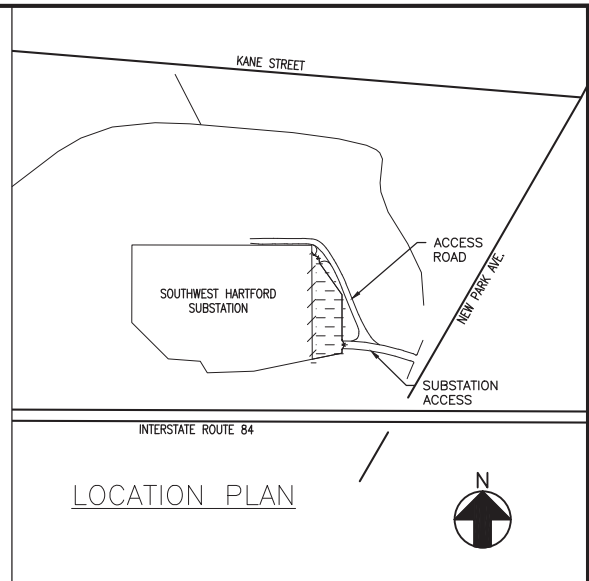 KANE STREET
ACCESS
ROAD
NEW PARK AVE.
SOUTHWEST HARTFORD
SUBSTATION
SUBSTATION
ACCESS
INTERSTATE ROUTE 84
LOCATION PLAN
N